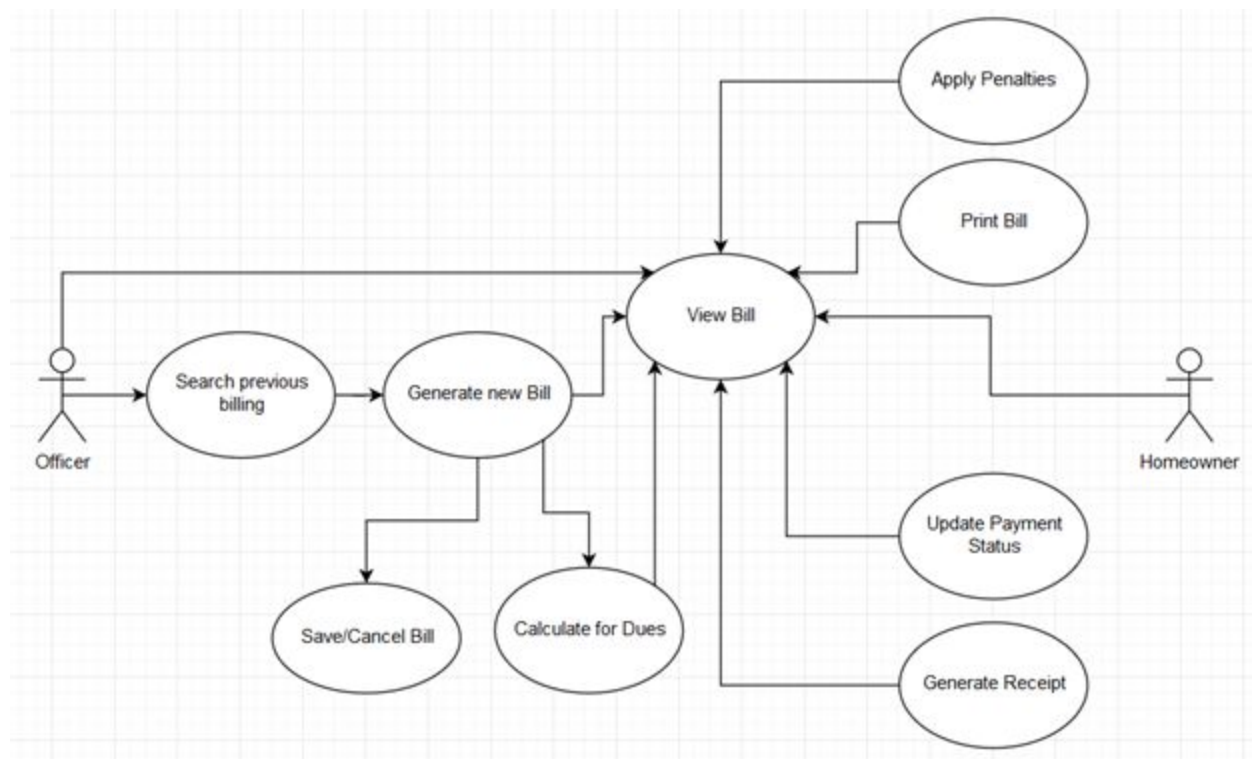 Apply Penalties
Print Bill
View Bill
Search previous
billing
Generate new Bill
Officer
Homeowner
Update Payment
Status
Save/Cancel Bill
Calculate for Dues
Generate Receipt